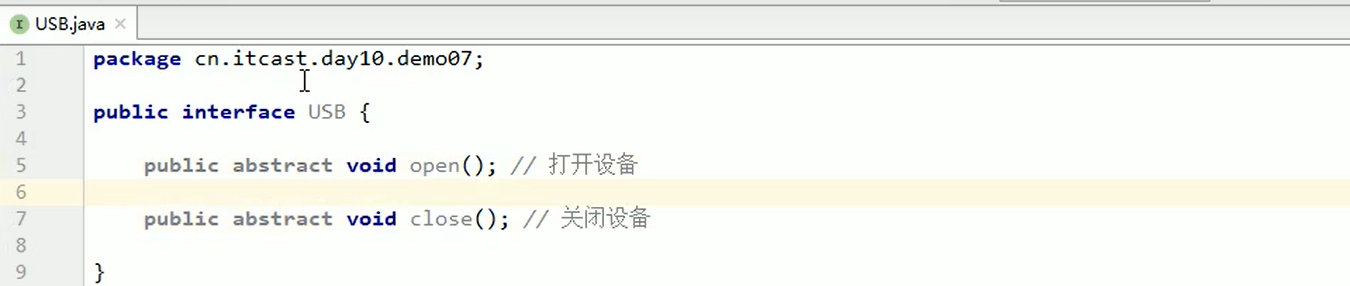 USB.java
1 package cn.itcast.day10.demo07;
2
3 public interface USB {
4
5 public abstract void open(); // 打开设备
6
7 public abstract void close(); // 关闭设备
8
9 }